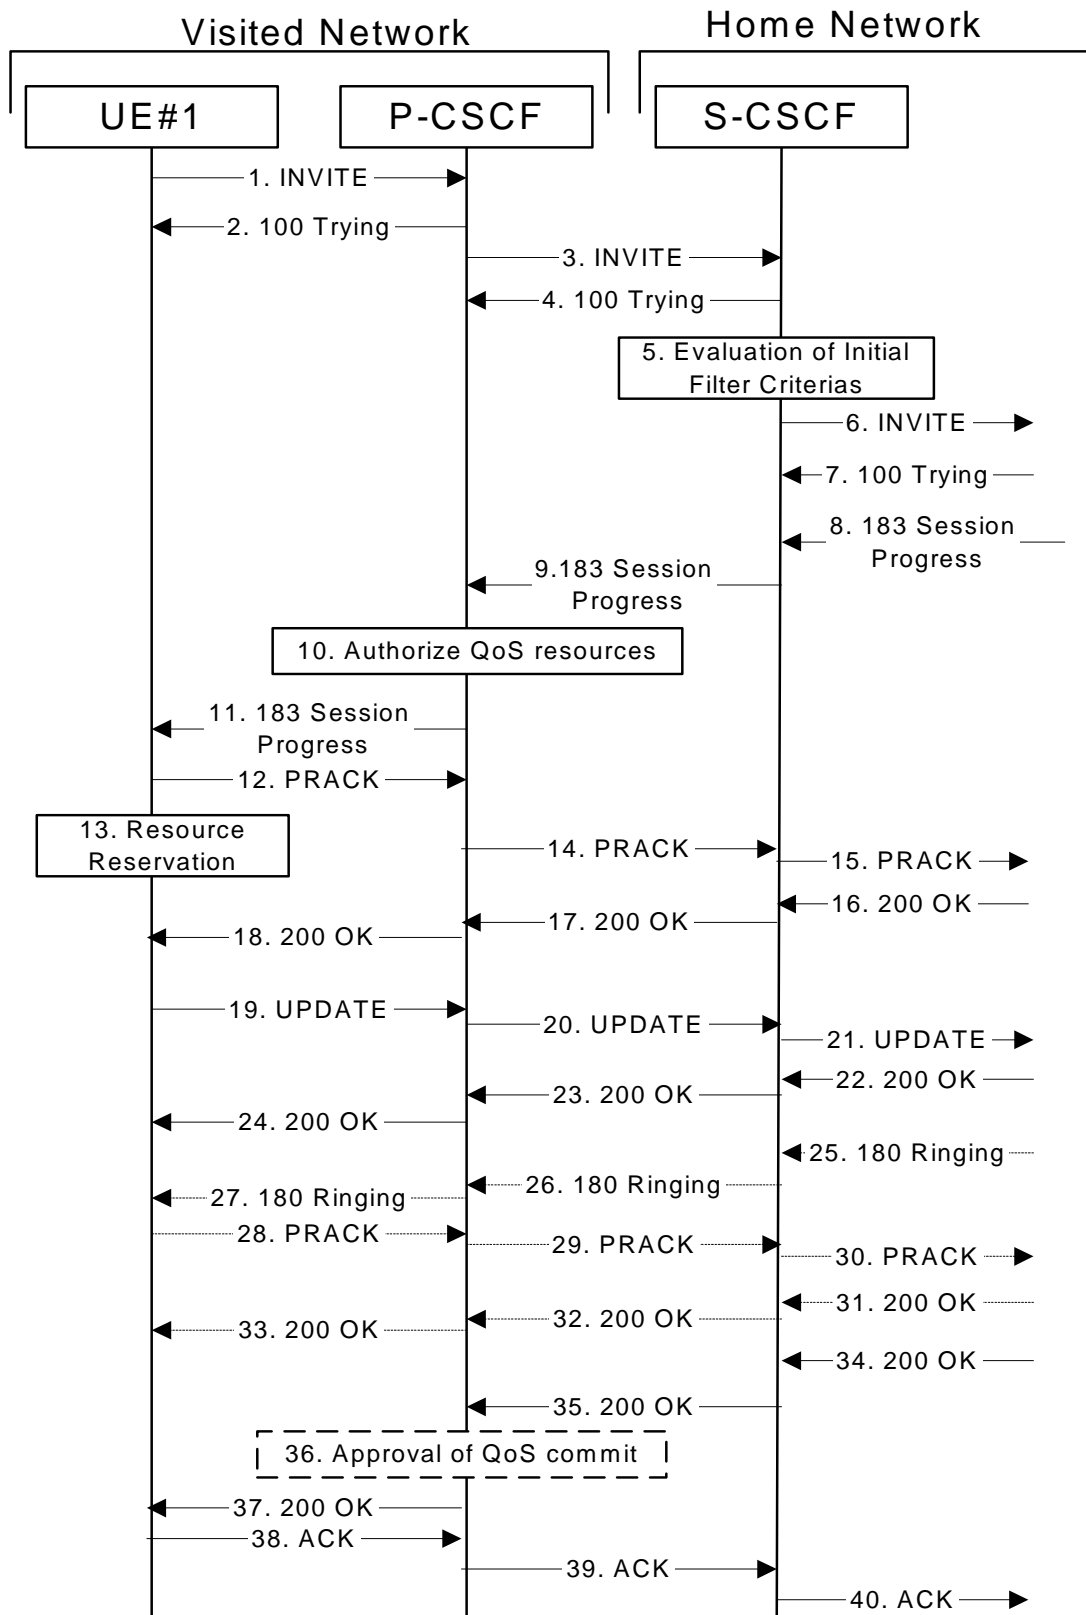 Visited Network
Home Network
UE#1
P-CSCF
S-CSCF
1. INVITE
2. 100 Trying
3. INVITE
4. 100 Trying
5. Evaluation of Initial
Filter Criterias
6. INVITE
7. 100 Trying
8. 183 Session
Progress
9.183 Session
Progress
10. Authorize QoS resources
11. 183 Session
Progress
12. PRACK
13. Resource
Reservation
14. PRACK
15. PRACK
16. 200 OK
17. 200 OK
18. 200 OK
19. UPDATE
20. UPDATE
21. UPDATE
22. 200 OK
23. 200 OK
24. 200 OK
25. 180 Ringing
26. 180 Ringing
27. 180 Ringing
28. PRACK
29. PRACK
30. PRACK
31. 200 OK
32. 200 OK
33. 200 OK
34. 200 OK
35. 200 OK
36. Approval of QoS commit
37. 200 OK
38. ACK
39. ACK
40. ACK